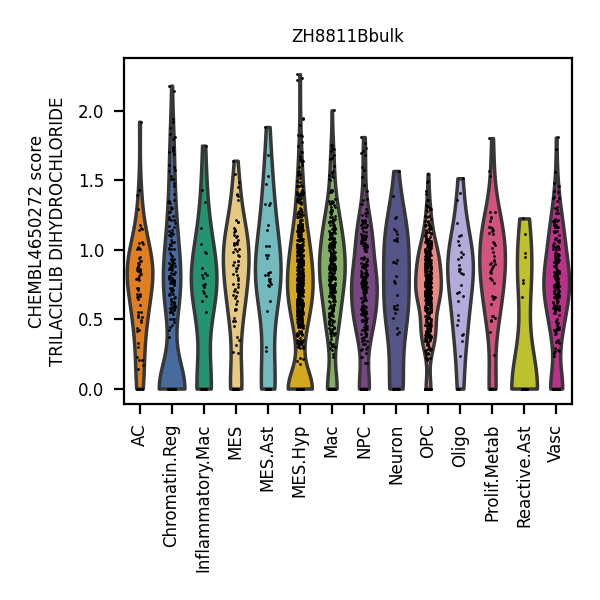 ZH8811Bbulk
CHEMBL4650272 score
TRILACICLIB DIHYDROCHLORIDE
2.0
1.5
1.0
0.5
0.0
AC
Chromatin.Reg
Inflammatory.Mac
MES
MES.Ast
MES.Hyp
Mac
NPC
Neuron
OPC
Oligo
Prolif.Metab
Reactive.Ast
Vasc